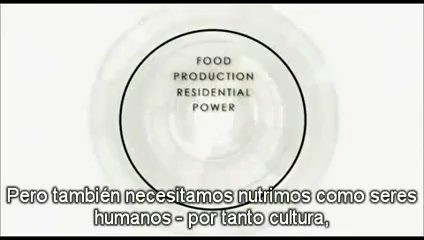 FOOD
PRODUCTION
RESIDENTIAL
POWER
Pero también necesitamos nutrimos como seres
humanos - por tanto cultura,